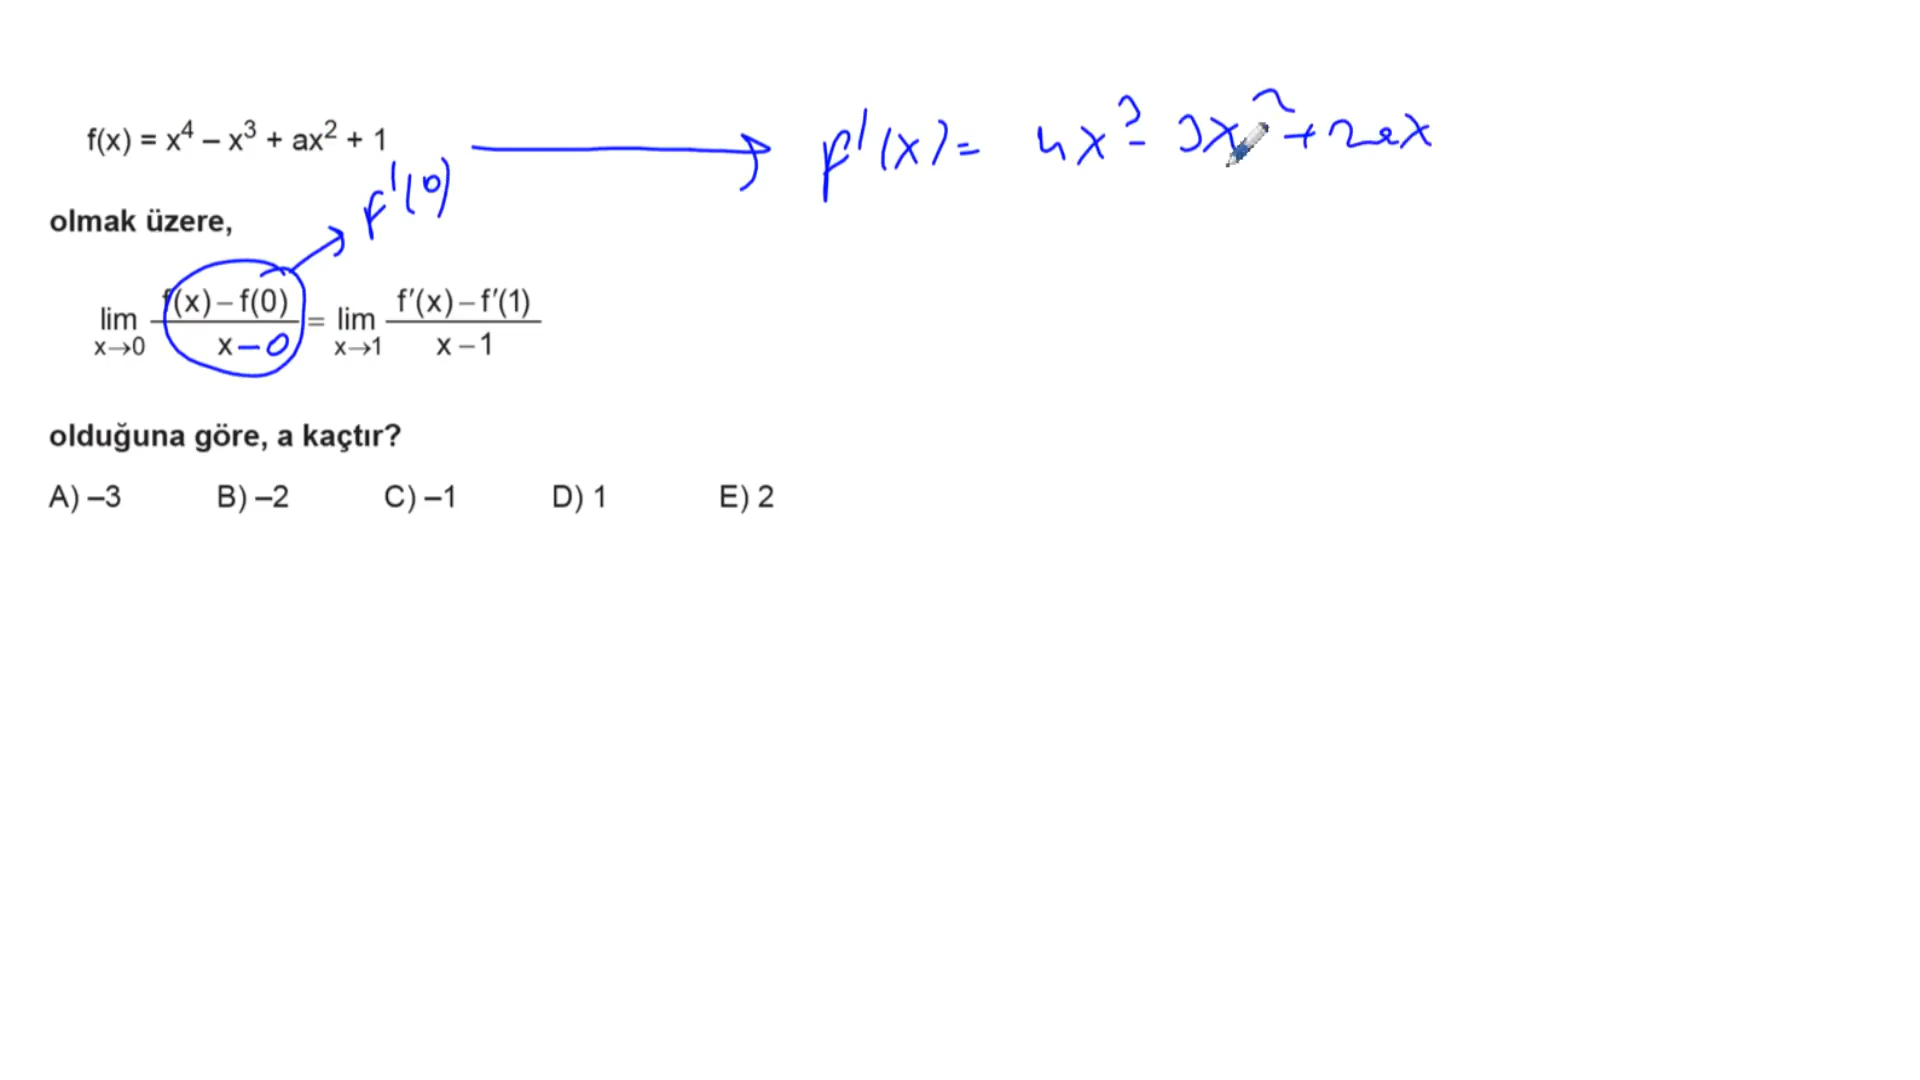 f(x) = x⁴ – x³ + ax² + 1
f'(x) = 4x³ - 3x² + 2ax
f'(0)
olmak üzere,
lim x→0 (f(x) – f(0))/(x – 0) = lim x→1 (f′(x) – f′(1))/(x – 1)
olduğuna göre, a kaçtır?
A) –3 B) –2 C) –1 D) 1 E) 2